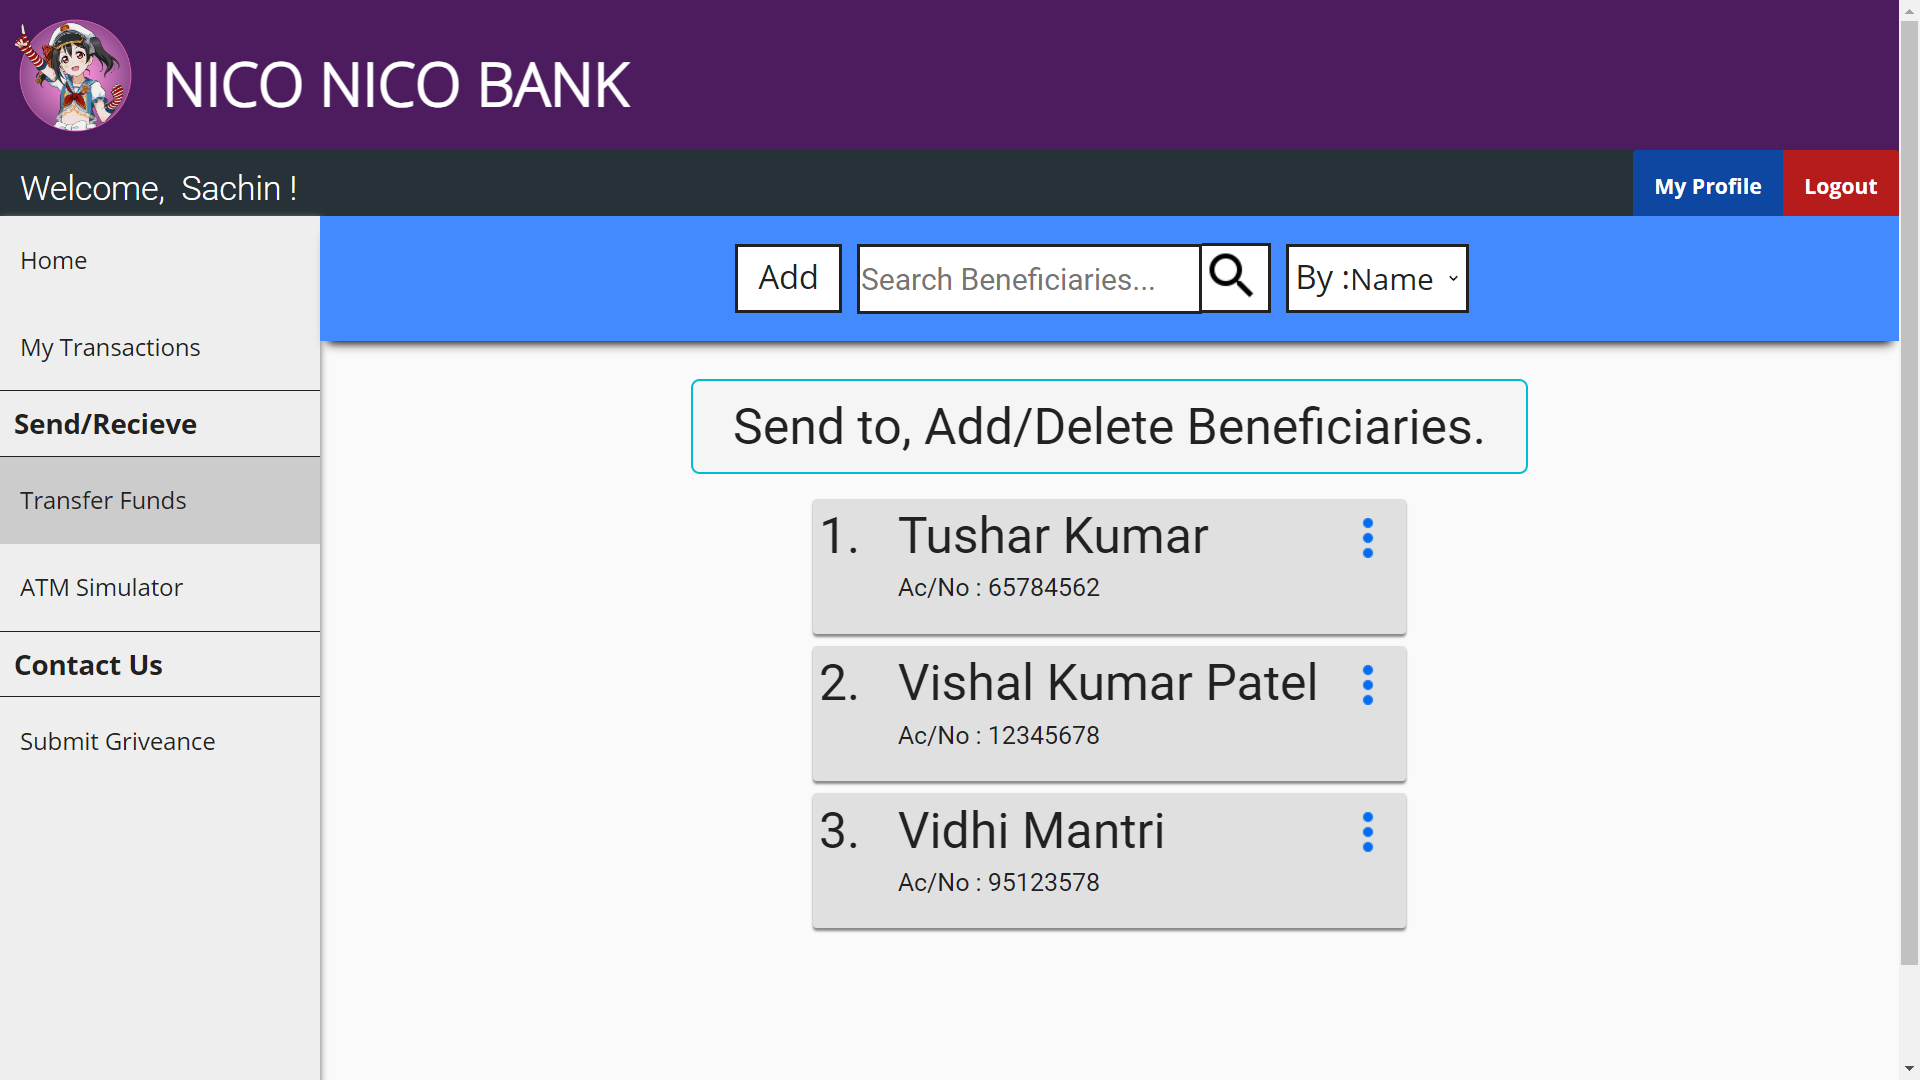 NICO NICO BANK
Welcome, Sachin !
My Profile
Logout
Home
My Transactions
Send/Recieve
Transfer Funds
ATM Simulator
Contact Us
Submit Griveance
Add
Search Beneficiaries...
By :Name
Send to, Add/Delete Beneficiaries.
1. Tushar Kumar
Ac/No : 65784562
2. Vishal Kumar Patel
Ac/No : 12345678
3. Vidhi Mantri
Ac/No : 95123578